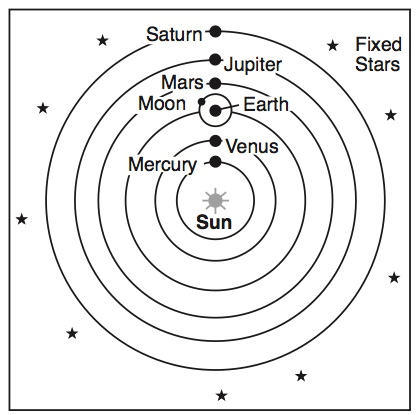 Saturn
Fixed
Stars
Jupiter
Mars
Moon
Earth
Venus
Mercury
Sun